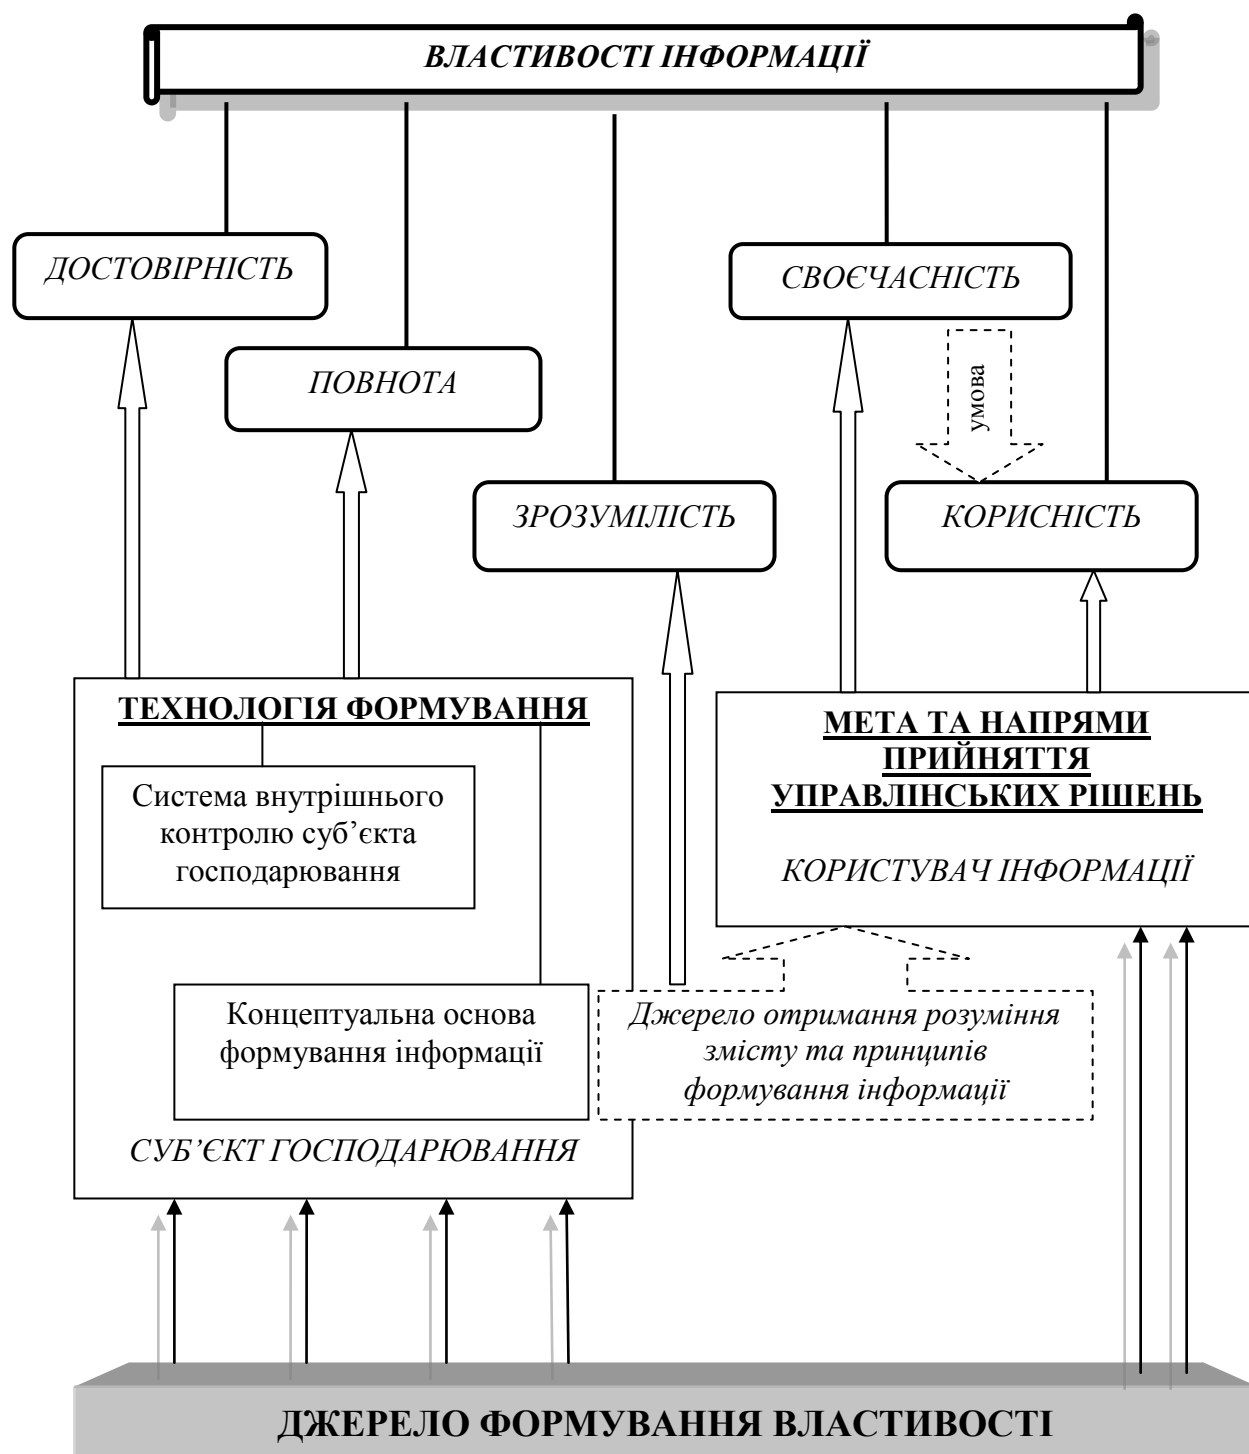 ВЛАСТИВОСТІ ІНФОРМАЦІЇ
ДОСТОВІРНІСТЬ
СВОЄЧАСНІСТЬ
ПОВНОТА
умова
ЗРОЗУМІЛІСТЬ
КОРИСНІСТЬ
ТЕХНОЛОГІЯ ФОРМУВАННЯ
Система внутрішнього
контролю суб’єкта
господарювання
Концептуальна основа
формування інформації
СУБ’ЄКТ ГОСПОДАРЮВАННЯ
МЕТА ТА НАПРЯМИ
ПРИЙНЯТТЯ
УПРАВЛІНСЬКИХ РІШЕНЬ
КОРИСТУВАЧ ІНФОРМАЦІЇ
Джерело отримання розуміння
змісту та принципів
формування інформації
ДЖЕРЕЛО ФОРМУВАННЯ ВЛАСТИВОСТІ